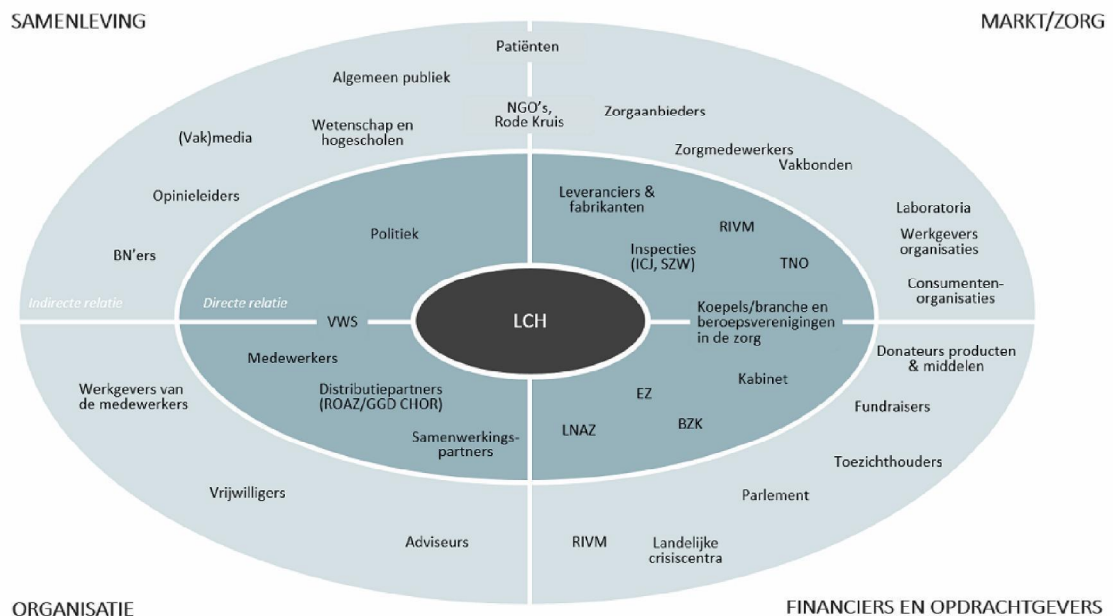 SAMENLEVING
MARKT/ZORG
Patiënten
Algemeen publiek
NGO's,
Rode Kruis
Zorgaanbieders
(Vak)media
Wetenschap en
hogescholen
Zorgmedewerkers
Vakbonden
Opinieleiders
Leveranciers &
fabrikanten
Laboratoria
RIVM
Politiek
Werkgevers
organisaties
BN'ers
Inspecties
(ICJ, SZW)
TNO
Consumenten-
organisaties
Indirecte relatie
Directe relatie
VWS
LCH
Koepels/branche en
beroepsverenigingen
in de zorg
Medewerkers
Donateurs producten
& middelen
Werkgevers van
de medewerkers
Distributiepartners
(ROAZ/GGD CHOR)
Kabinet
EZ
Fundraisers
LNAZ
BZK
Samenwerkings-
partners
Toezichthouders
Vrijwilligers
Parlement
Adviseurs
RIVM
Landelijke
crisiscentra
ORGANISATIE
FINANCIERS EN OPDRACHTGEVERS